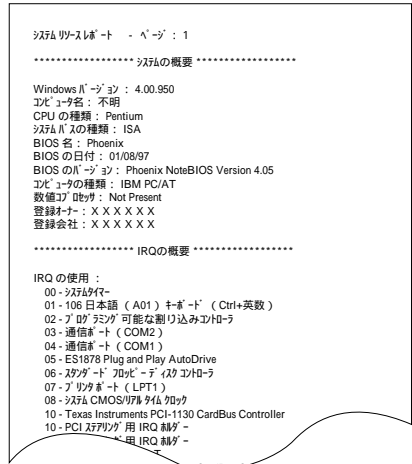 ｼｽﾃﾑ ﾘｿｰｽ ﾚﾎﾟｰﾄ - ﾍﾟｰｼﾞ: 1
****************** ｼｽﾃﾑの概要 ******************
Windows ﾊﾞｰｼﾞｮﾝ： 4.00.950
ｺﾝﾋﾟｭｰﾀ名： 不明
CPU の種類： Pentium
ｼｽﾃﾑ ﾊﾞｽの種類： ISA
BIOS 名： Phoenix
BIOS の日付： 01/08/97
BIOS のﾊﾞｰｼﾞｮﾝ： Phoenix NoteBIOS Version 4.05
ｺﾝﾋﾟｭｰﾀの種類： IBM PC/AT
数値ｺﾌﾟﾛｾｯｻ： Not Present
登録ｵｰﾅｰ：ＸＸＸＸＸＸ
登録会社：ＸＸＸＸＸＸ
****************** IRQの概要 ******************
IRQ の使用 ：
00 - ｼｽﾃﾑﾀｲﾏｰ
01 - 106 日本語 （A01） ｷｰﾎﾞｰﾄﾞ （Ctrl+英数）
02 - ﾌﾟﾛｸﾞﾗﾐﾝｸﾞ可能な割り込みｺﾝﾄﾛｰﾗ
03 - 通信ﾎﾟｰﾄ （COM2）
04 - 通信ﾎﾟｰﾄ （COM1）
05 - ES1878 Plug and Play AutoDrive
06 - ｽﾀﾝﾀﾞｰﾄﾞ ﾌﾛｯﾋﾟｰ ﾃﾞｨｽｸ ｺﾝﾄﾛｰﾗ
07 - ﾌﾟﾘﾝﾀ ﾎﾟｰﾄ （LPT1）
08 - ｼｽﾃﾑ CMOS/ﾘｱﾙ ﾀｲﾑ ｸﾛｯｸ
10 - Texas Instruments PCI-1130 CardBus Controller
10 - PCI ｽﾃｱﾘﾝｸﾞ用 IRQ ﾎﾙﾀﾞｰ
用 IRQ ﾎﾙﾀﾞｰ